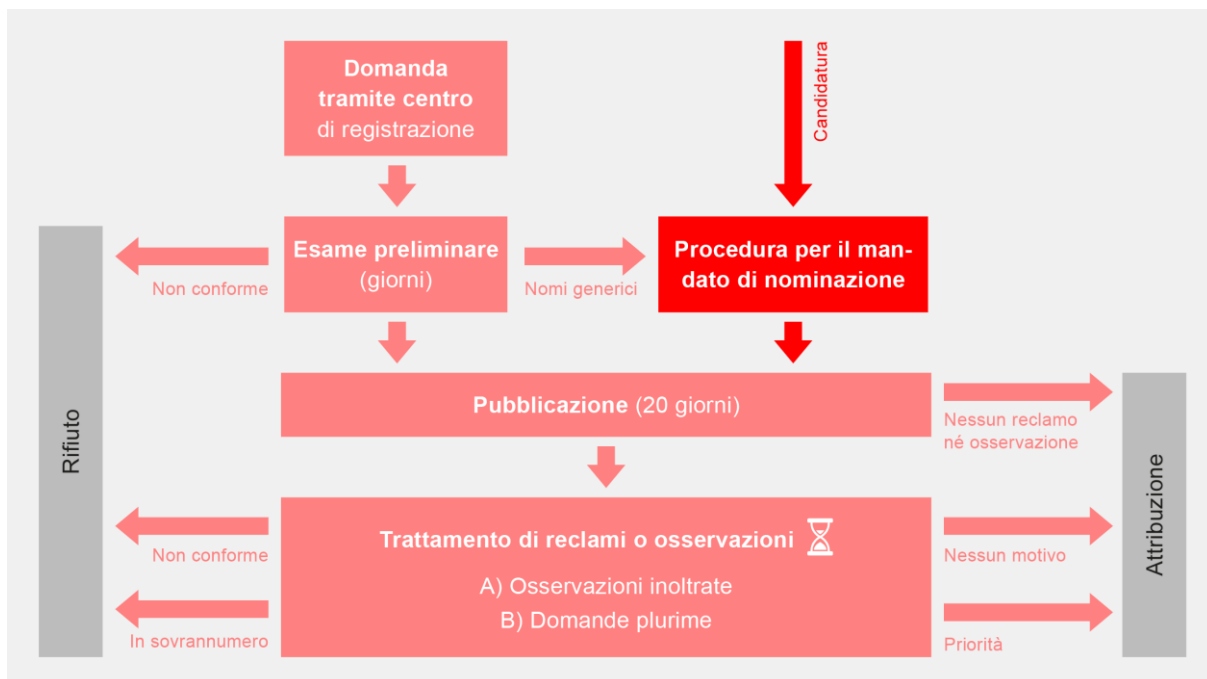 Domanda
tramite centro
di registrazione
Candidatura
Esame preliminare
(giorni)
Procedura per il man-
dato di nominazione
Non conforme
Nomi generici
Pubblicazione (20 giorni)
Nessun reclamo
né osservazione
Rifiuto
Attribuzione
Trattamento di reclami o osservazioni
A) Osservazioni inoltrate
B) Domande plurime
Non conforme
Nessun motivo
In sovrannumero
Priorità